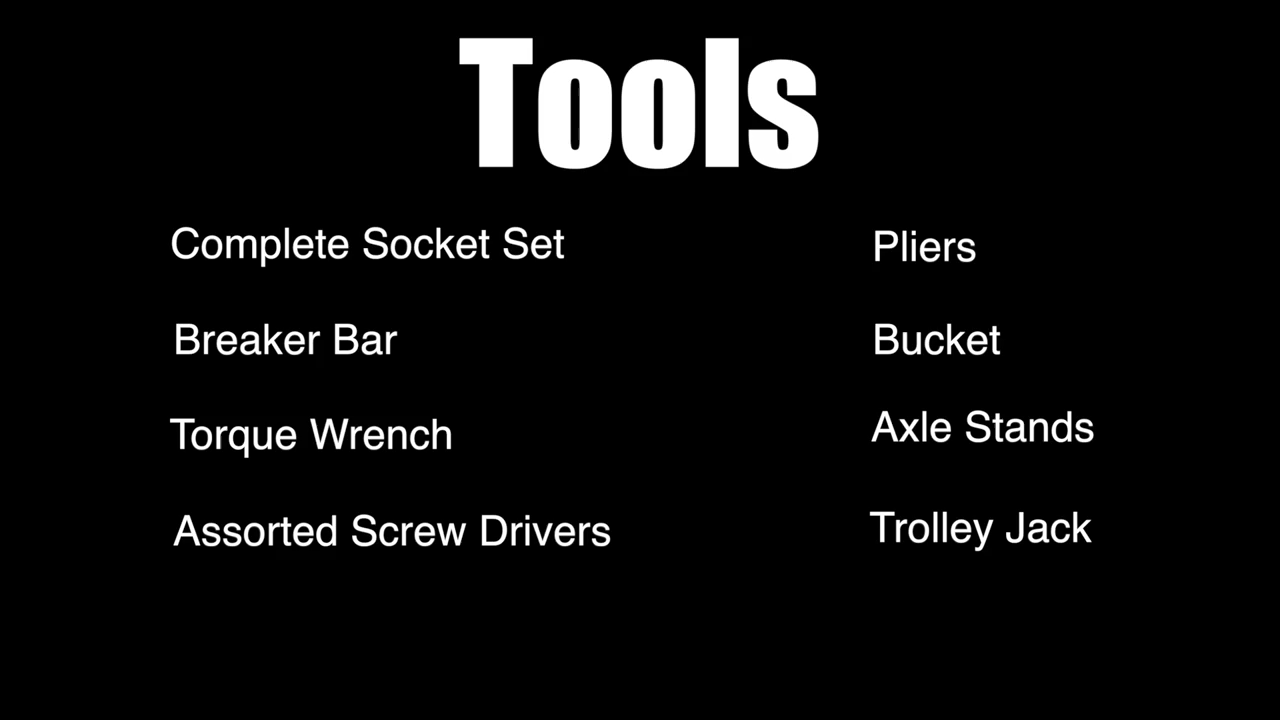 Tools
Complete Socket Set
Breaker Bar
Torque Wrench
Assorted Screw Drivers
Pliers
Bucket
Axle Stands
Trolley Jack